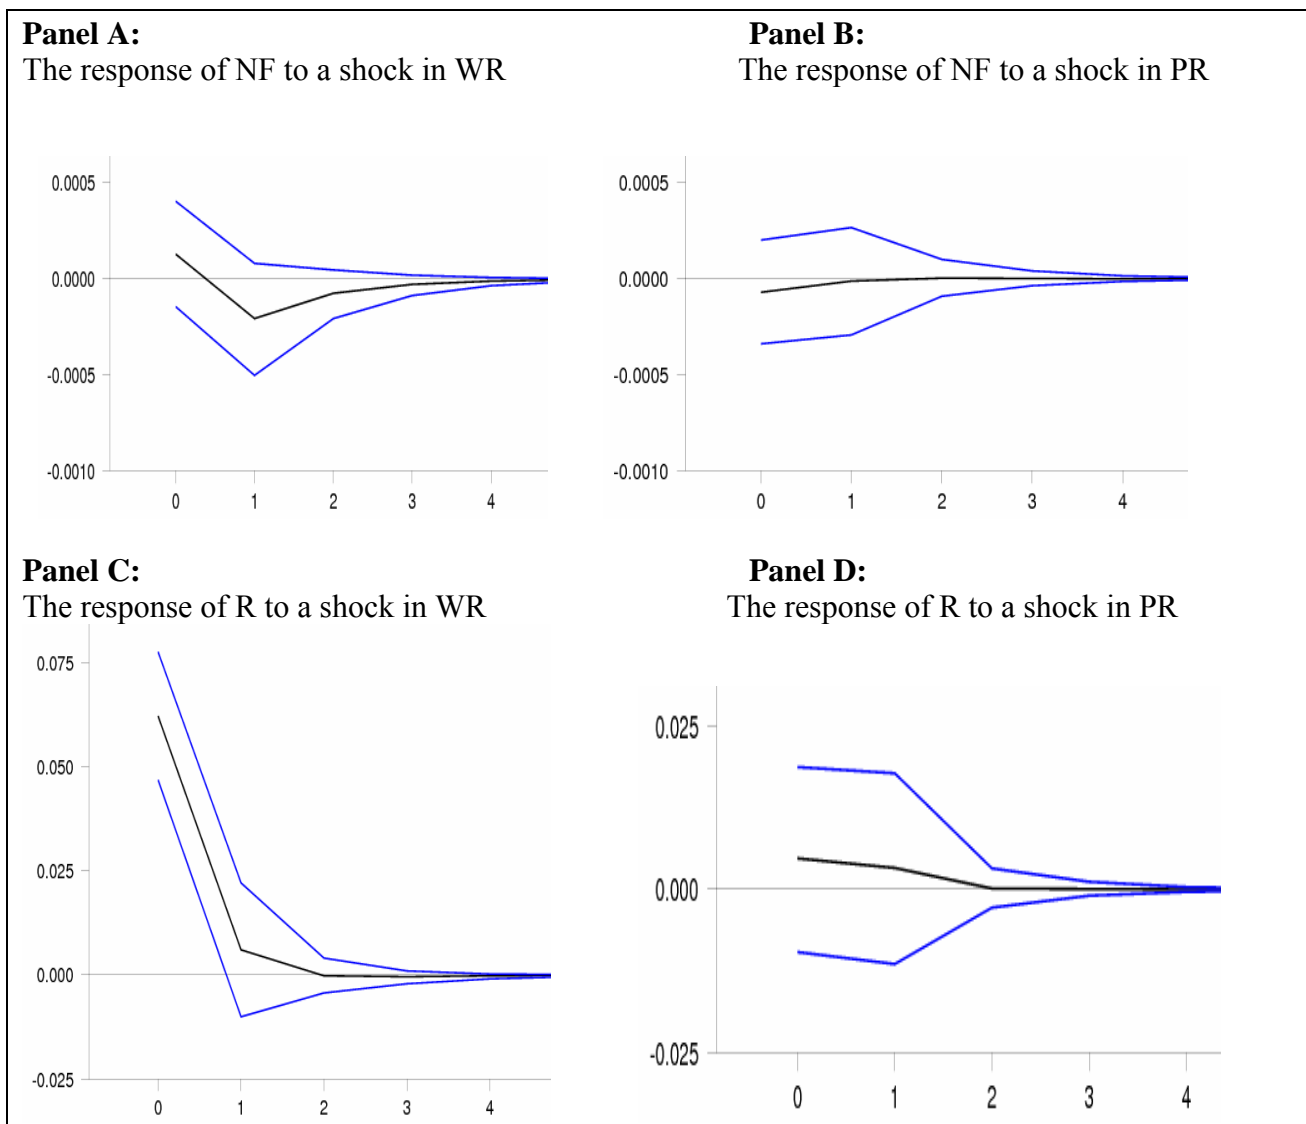 Panel A:
The response of NF to a shock in WR
0.0005
0.0000
-0.0005
-0.0010
0 1 2 3 4
Panel B:
The response of NF to a shock in PR
0.0005
0.0000
-0.0005
-0.0010
0 1 2 3 4
Panel C:
The response of R to a shock in WR
0.075
0.050
0.025
0.000
-0.025
0 1 2 3 4
Panel D:
The response of R to a shock in PR
0.025
0.000
-0.025
0 1 2 3 4